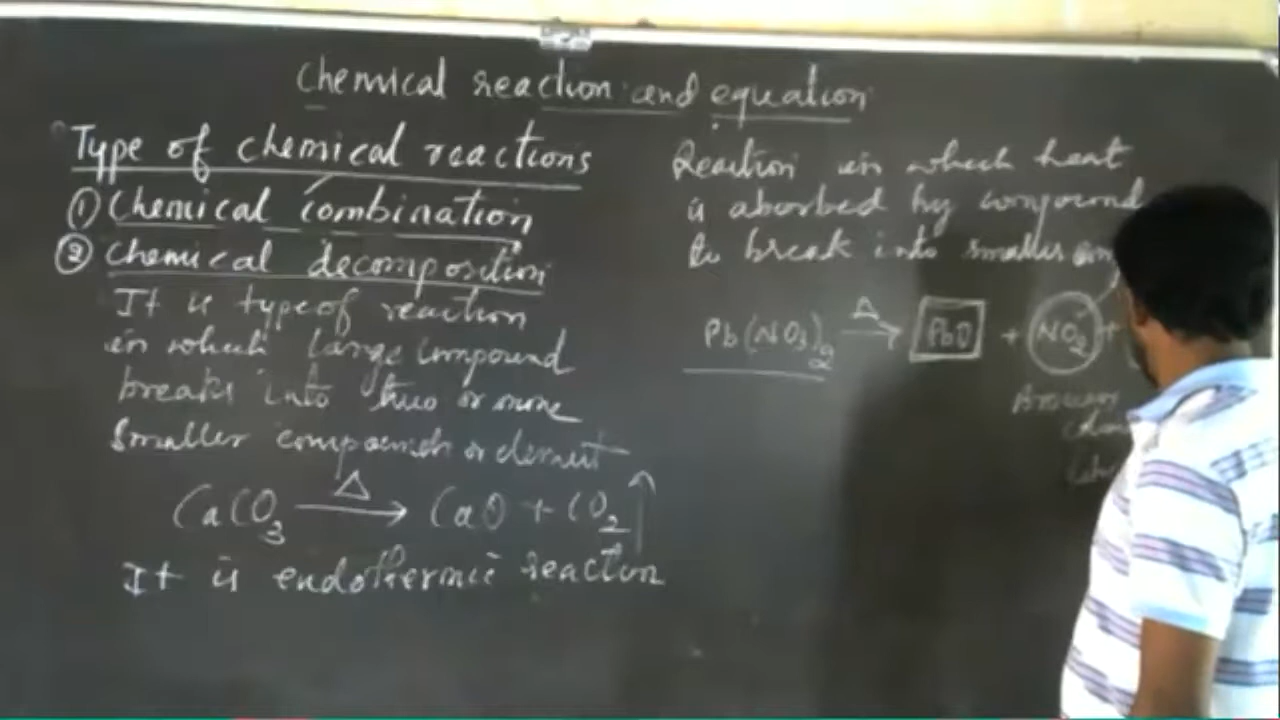 Chemical reaction and equation
Type of chemical reactions
① Chemical combination
② Chemical decomposition
It is type of reaction
in which large compound
breaks into two or more
smaller compounds or element
CaCO₃ —Δ→ CaO + CO₂ ↑
It is endothermic reaction
Reaction in which heat
is absorbed by compound
to break into smaller
Pb(NO₃)₂ —Δ→ PbO + NO₂ +